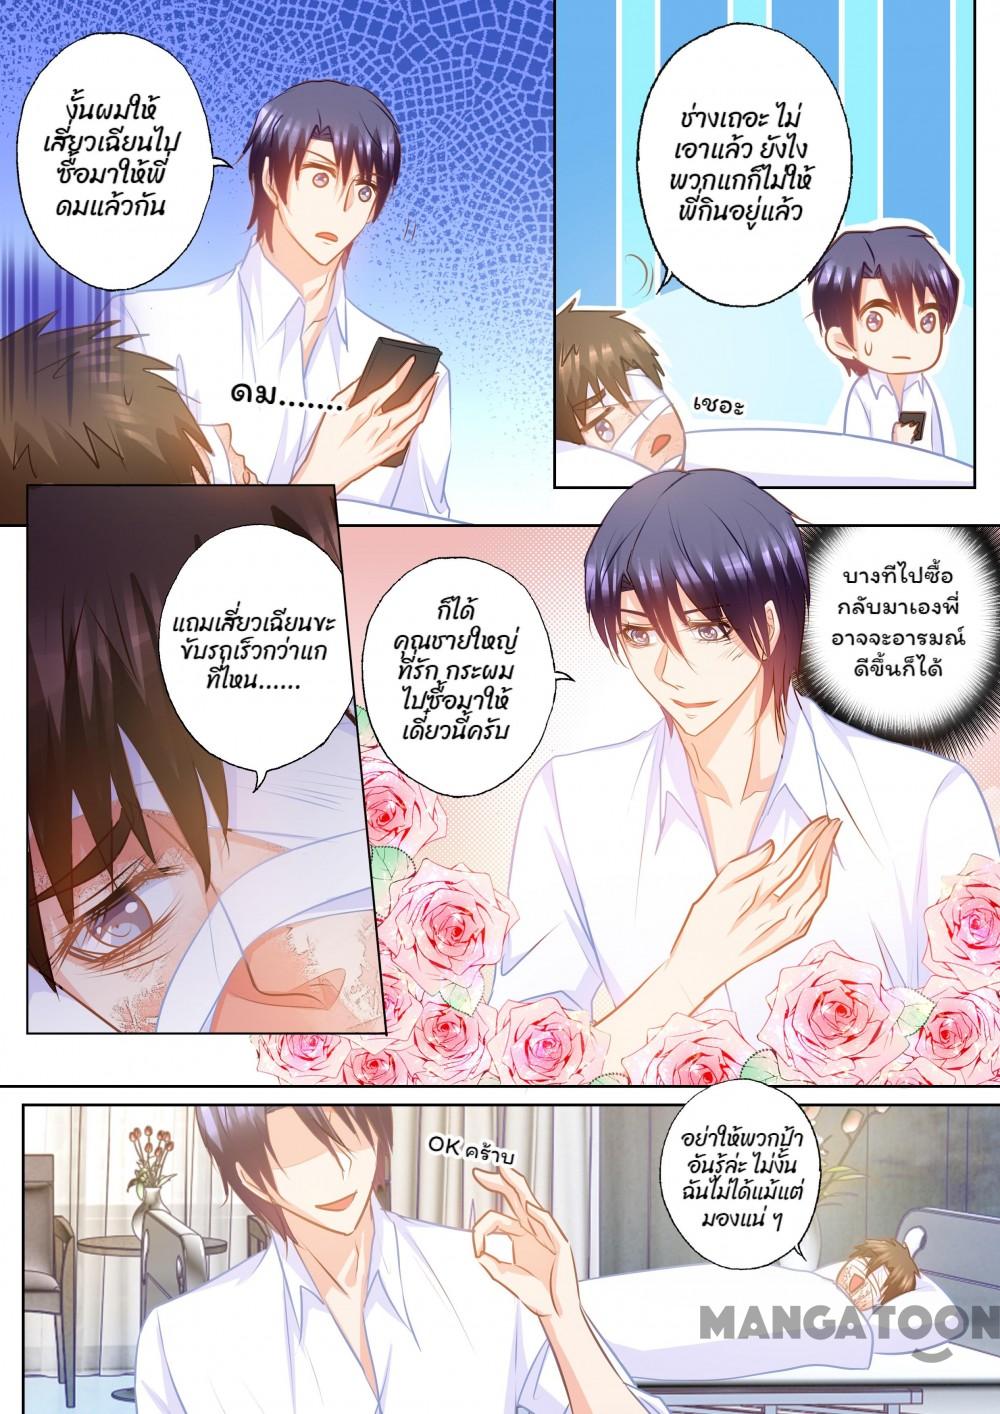 งั้นผมให้
เสี่ยวเฉียนไป
ซื้อมาให้พี่
ดมแล้วกัน
ดม.......
ช่างเถอะ ไม่
เอาแล้ว ยังไง
พวกแกก็ไม่ให้
พี่กินอยู่แล้ว
เชอะ
แถมเสี่ยวเฉียนขะ
ขับรถเร็วกว่าแก
ที่ไหน......
ก็ได้
คุณชายใหญ่
ที่รัก กระผม
ไปซื้อมาให้
เดี๋ยวนี้ครับ
บางทีไปซื้อ
กลับมาเองพี่
อาจจะอารมณ์
ดีขึ้นก็ได้
OK คร้าบ
อย่าให้พวกป้า
อันรู้ล่ะ ไม่งั้น
ฉันไม่ได้แม้แต่
มองแน่ ๆ
MANGATOON